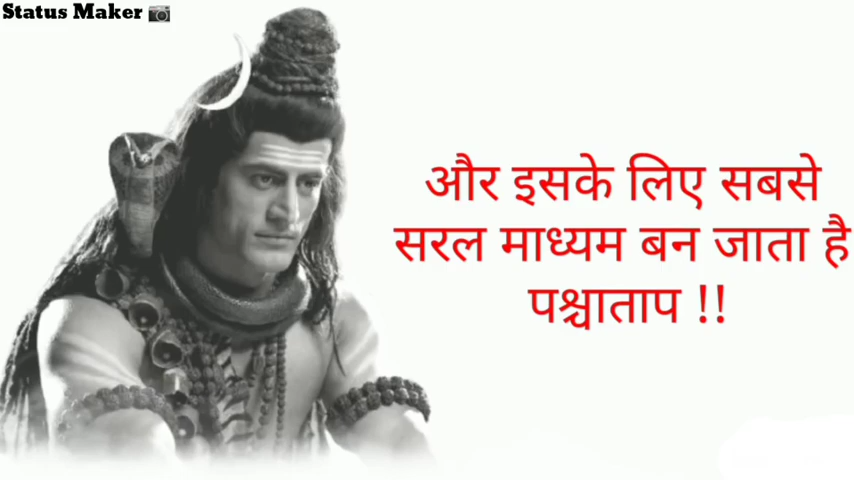 Status Maker 📷
और इसके लिए सबसे
सरल माध्यम बन जाता है
पश्चाताप !!